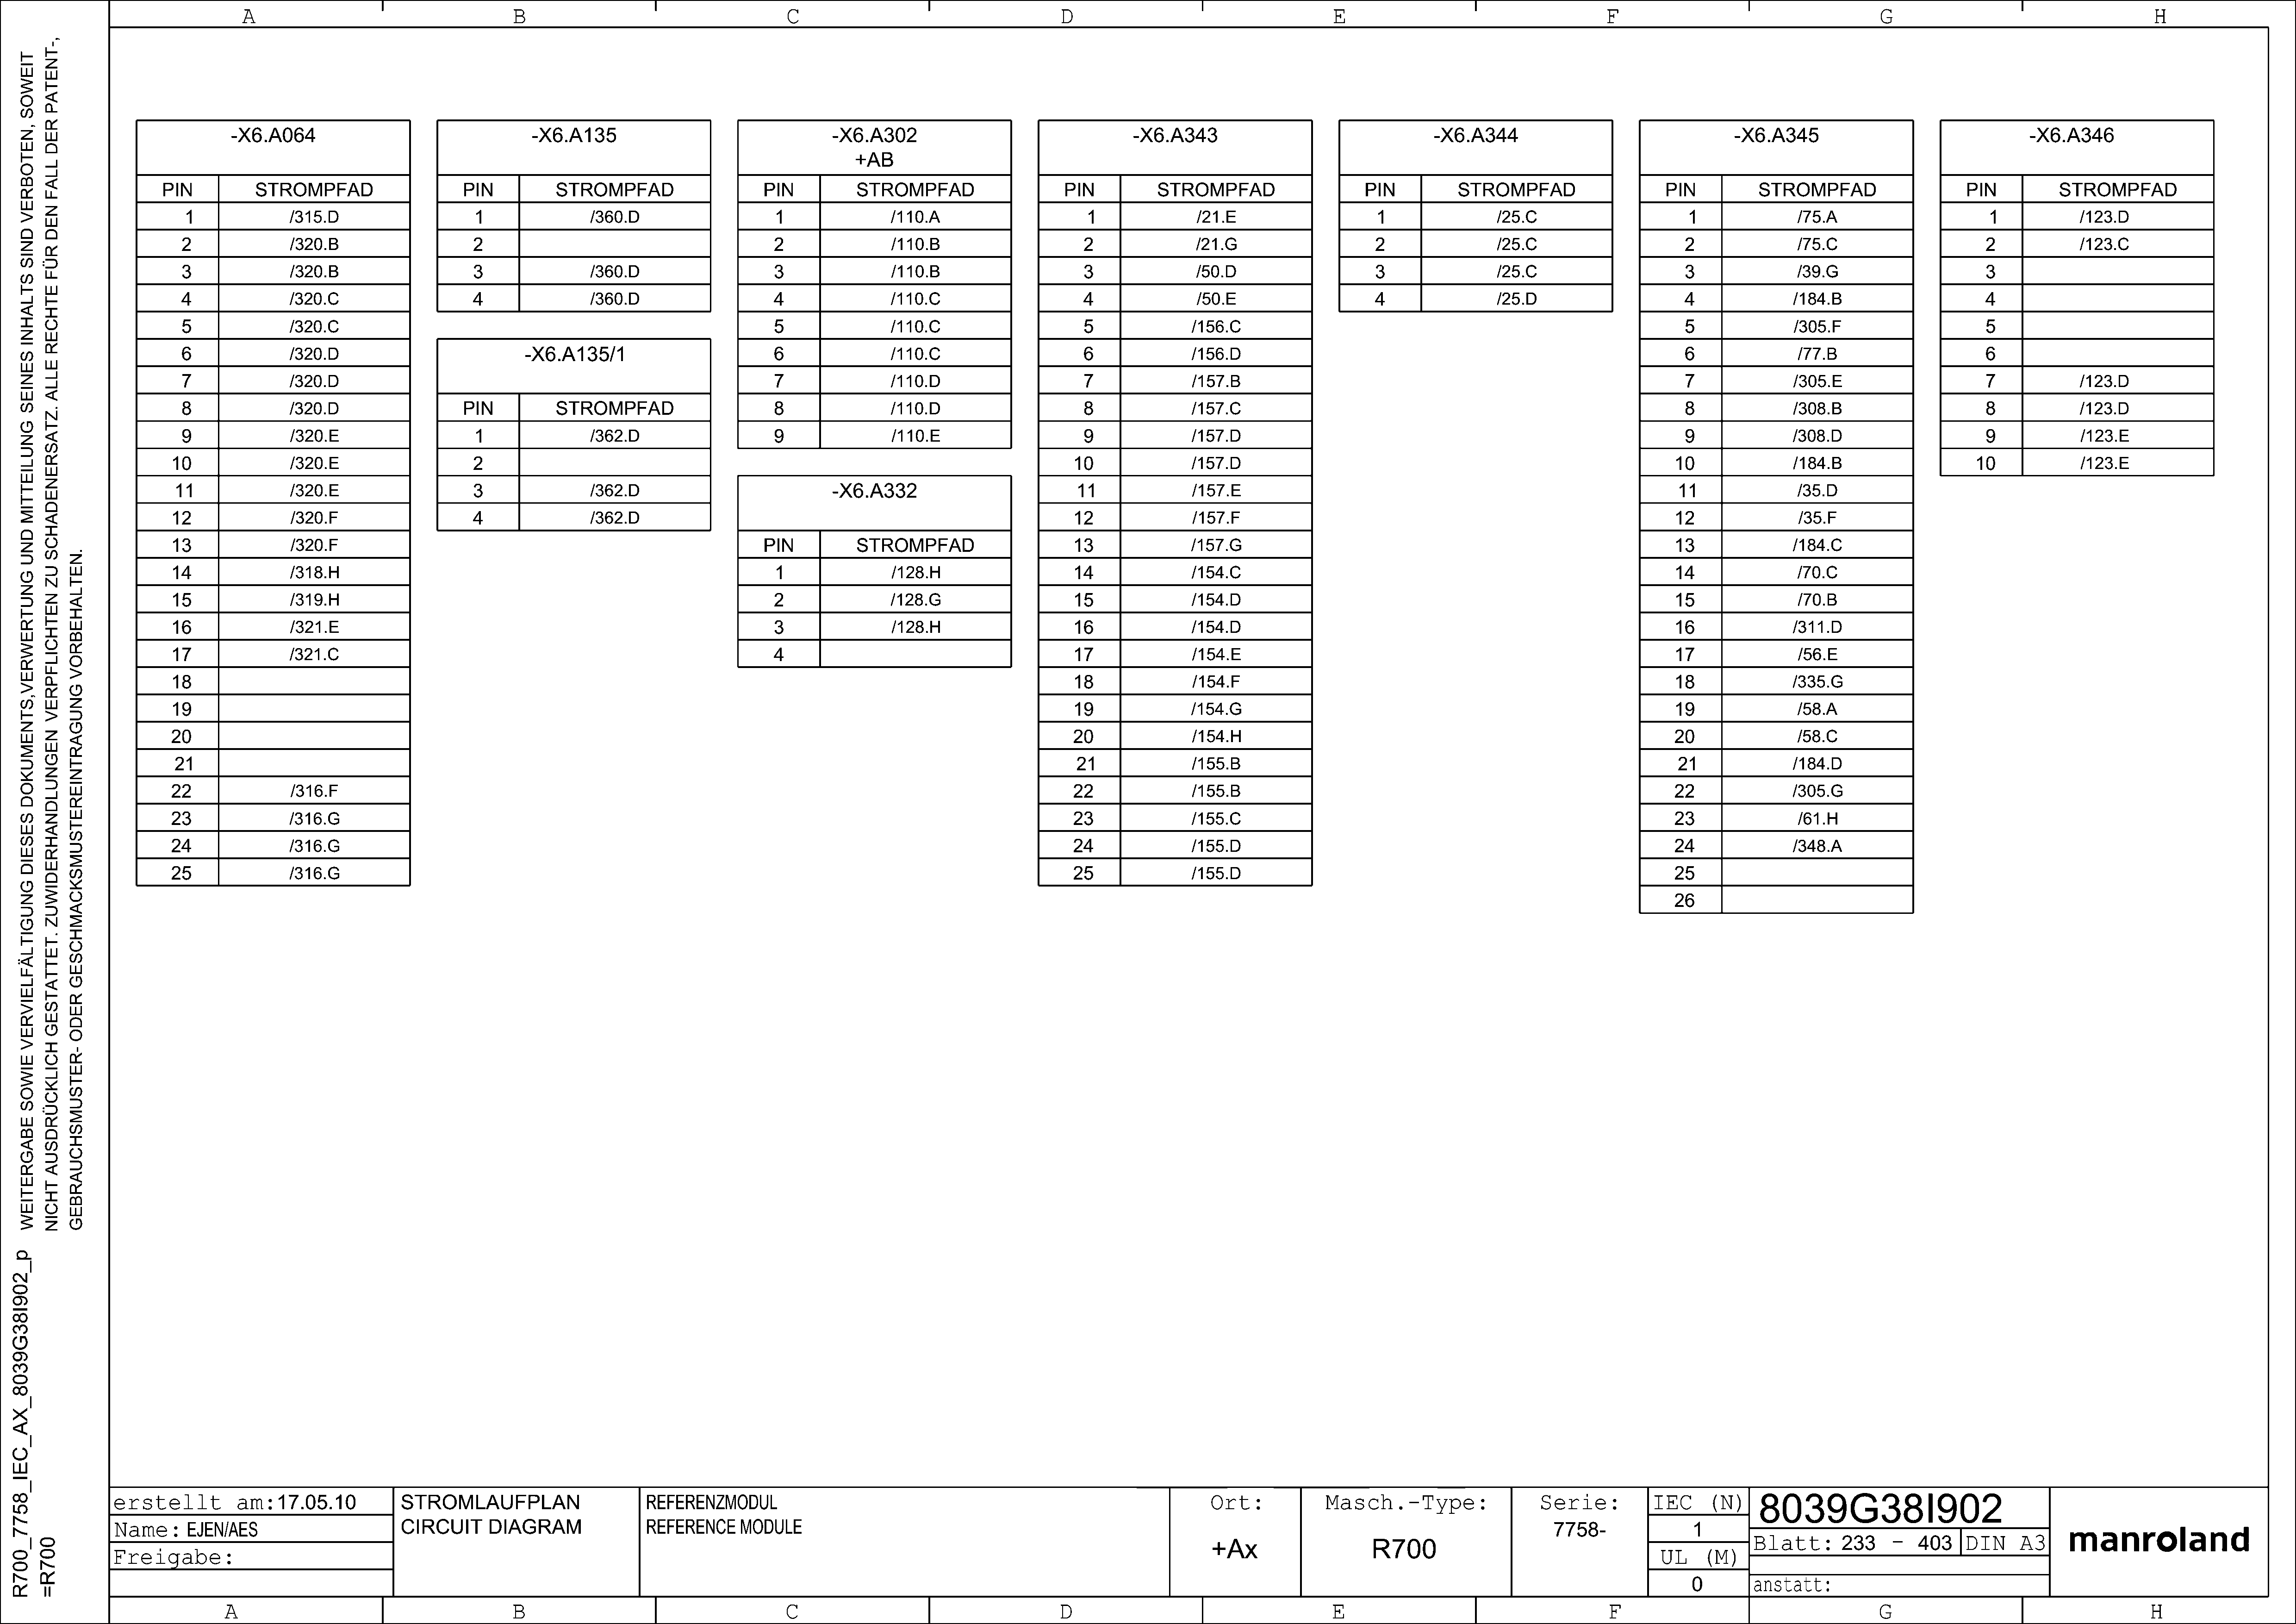 A B C D E F G H
-X6.A064
PIN STROMPFAD
1 /315.D
2 /320.B
3 /320.B
4 /320.C
5 /320.C
6 /320.D
7 /320.D
8 /320.D
9 /320.E
10 /320.E
11 /320.E
12 /320.F
13 /320.F
14 /318.H
15 /319.H
16 /321.E
17 /321.C
18
19
20
21
22 /316.F
23 /316.G
24 /316.G
25 /316.G
-X6.A135
PIN STROMPFAD
1 /360.D
2
3 /360.D
4 /360.D
-X6.A135/1
PIN STROMPFAD
1 /362.D
2
3 /362.D
4 /362.D
-X6.A302
+AB
PIN STROMPFAD
1 /110.A
2 /110.B
3 /110.B
4 /110.C
5 /110.C
6 /110.C
7 /110.D
8 /110.D
9 /110.E
-X6.A332
PIN STROMPFAD
1 /128.H
2 /128.G
3 /128.H
4
-X6.A343
PIN STROMPFAD
1 /21.E
2 /21.G
3 /50.D
4 /50.E
5 /156.C
6 /156.D
7 /157.B
8 /157.C
9 /157.D
10 /157.D
11 /157.E
12 /157.F
13 /157.G
14 /154.C
15 /154.D
16 /154.D
17 /154.E
18 /154.F
19 /154.G
20 /154.H
21 /155.B
22 /155.B
23 /155.C
24 /155.D
25 /155.D
-X6.A344
PIN STROMPFAD
1 /25.C
2 /25.C
3 /25.C
4 /25.D
-X6.A345
PIN STROMPFAD
1 /75.A
2 /75.C
3 /39.G
4 /184.B
5 /305.F
6 /77.B
7 /305.E
8 /308.B
9 /308.D
10 /184.B
11 /35.D
12 /35.F
13 /184.C
14 /70.C
15 /70.B
16 /311.D
17 /56.E
18 /335.G
19 /58.A
20 /58.C
21 /184.D
22 /305.G
23 /61.H
24 /348.A
25
26
-X6.A346
PIN STROMPFAD
1 /123.D
2 /123.C
3
4
5
6
7 /123.D
8 /123.D
9 /123.E
10 /123.E
WEITERGABE SOWIE VERVIELFÄLTIGUNG DIESES DOKUMENTS,VERWERTUNG UND MITTEILUNG SEINES INHALTS SIND VERBOTEN, SOWEIT
NICHT AUSDRÜCKLICH GESTATTET. ZUWIDERHANDLUNGEN VERPFLICHTEN ZU SCHADENERSATZ. ALLE RECHTE FÜR DEN FALL DER PATENT-,
GEBRAUCHSMUSTER- ODER GESCHMACKSMUSTEREINTRAGUNG VORBEHALTEN.
R700_7758_IEC_AX_8039G38I902_p
=R700
erstellt am:17.05.10
Name: EJEN/AES
Freigabe:
STROMLAUFPLAN
CIRCUIT DIAGRAM
REFERENZMODUL
REFERENCE MODULE
Ort:
+Ax
Masch.-Type:
R700
Serie:
7758-
IEC (N)
1
UL (M)
0
8039G38I902
Blatt: 233 - 403 DIN A3
anstatt:
manroland
A B C D E F G H